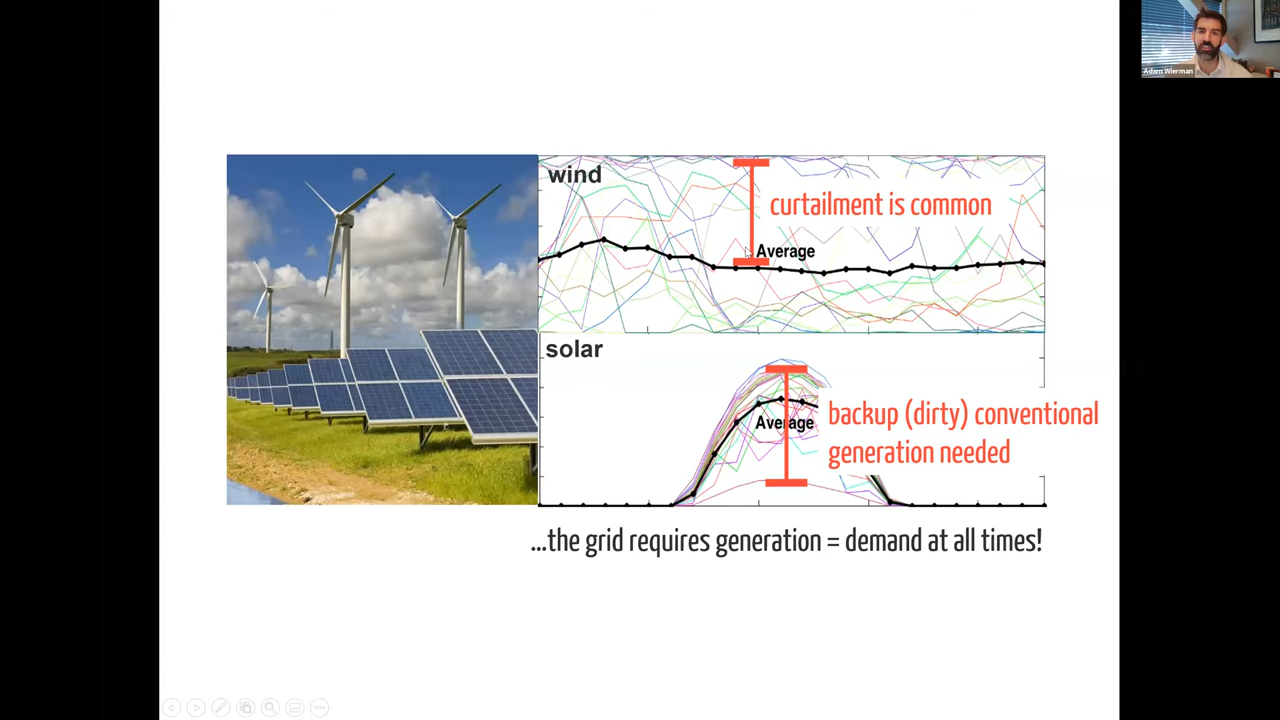 Adam Wierman
wind
curtailment is common
Average
solar
Average
backup (dirty) conventional
generation needed
...the grid requires generation = demand at all times!